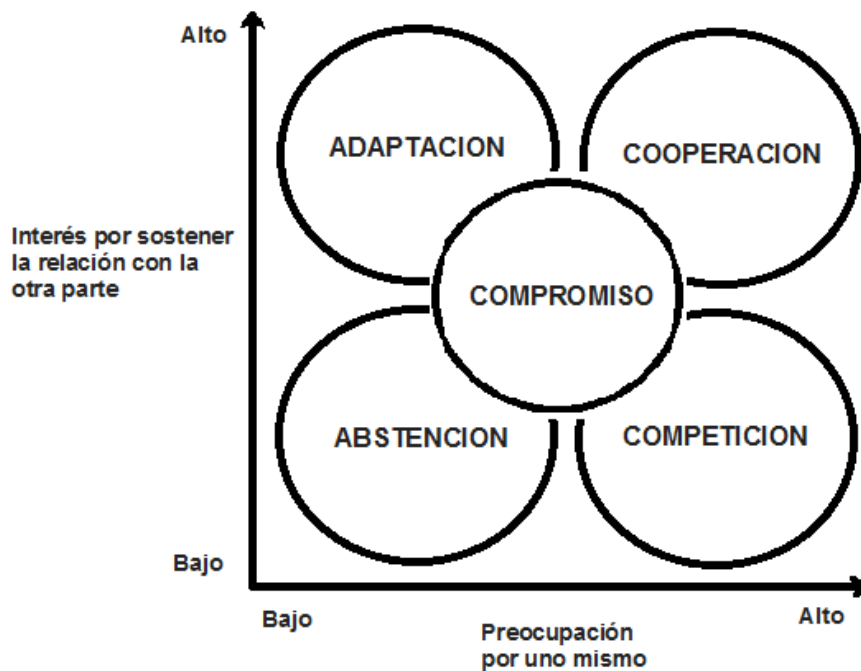 Alto
ADAPTACION
COOPERACION
Interés por sostener
la relación con la
otra parte
COMPROMISO
ABSTENCION
COMPETICION
Bajo
Bajo
Alto
Preocupación
por uno mismo